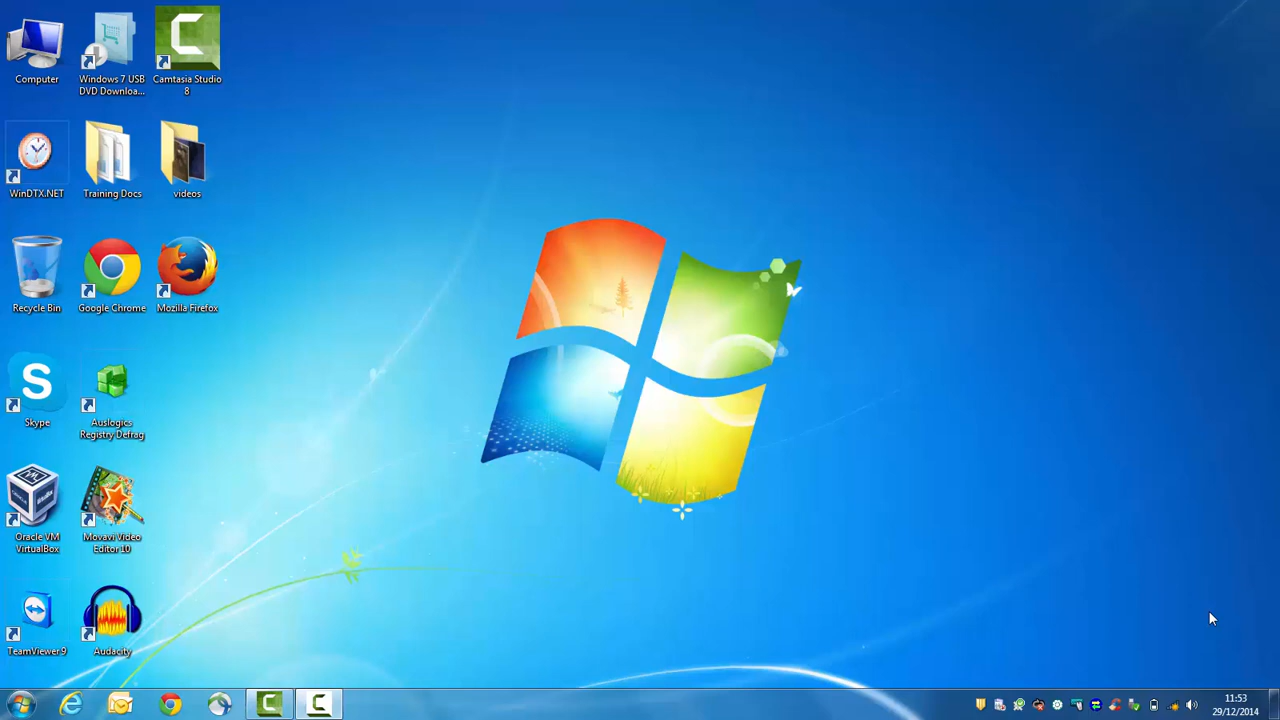 Computer
Windows 7 USB
DVD Downloa...
Camtasia Studio
8
WinDTX.NET
Training Docs
videos
Recycle Bin
Google Chrome
Mozilla Firefox
Skype
Auslogics
Registry Defrag
Oracle VM
VirtualBox
Movavi Video
Editor 10
TeamViewer 9
Audacity
11:53
29/12/2014